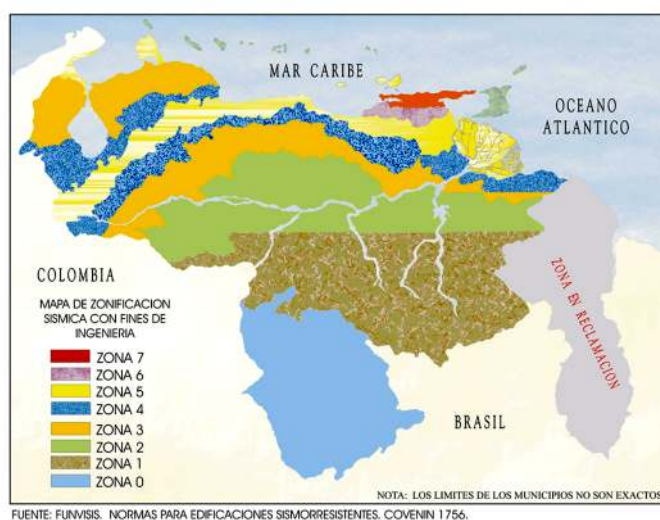 MAR CARIBE
OCEANO
ATLANTICO
COLOMBIA
MAPA DE ZONIFICACION
SISMICA CON FINES DE
INGENIERIA
ZONA 7
ZONA 6
ZONA 5
ZONA 4
ZONA 3
ZONA 2
ZONA 1
ZONA 0
ZONA EN RECLAMACION
BRASIL
NOTA: LOS LIMITES DE LOS MUNICIPIOS NO SON EXACTOS
FUENTE: FUNVISIS. NORMAS PARA EDIFICACIONES SISMORRESISTENTES. COVENIN 1756.